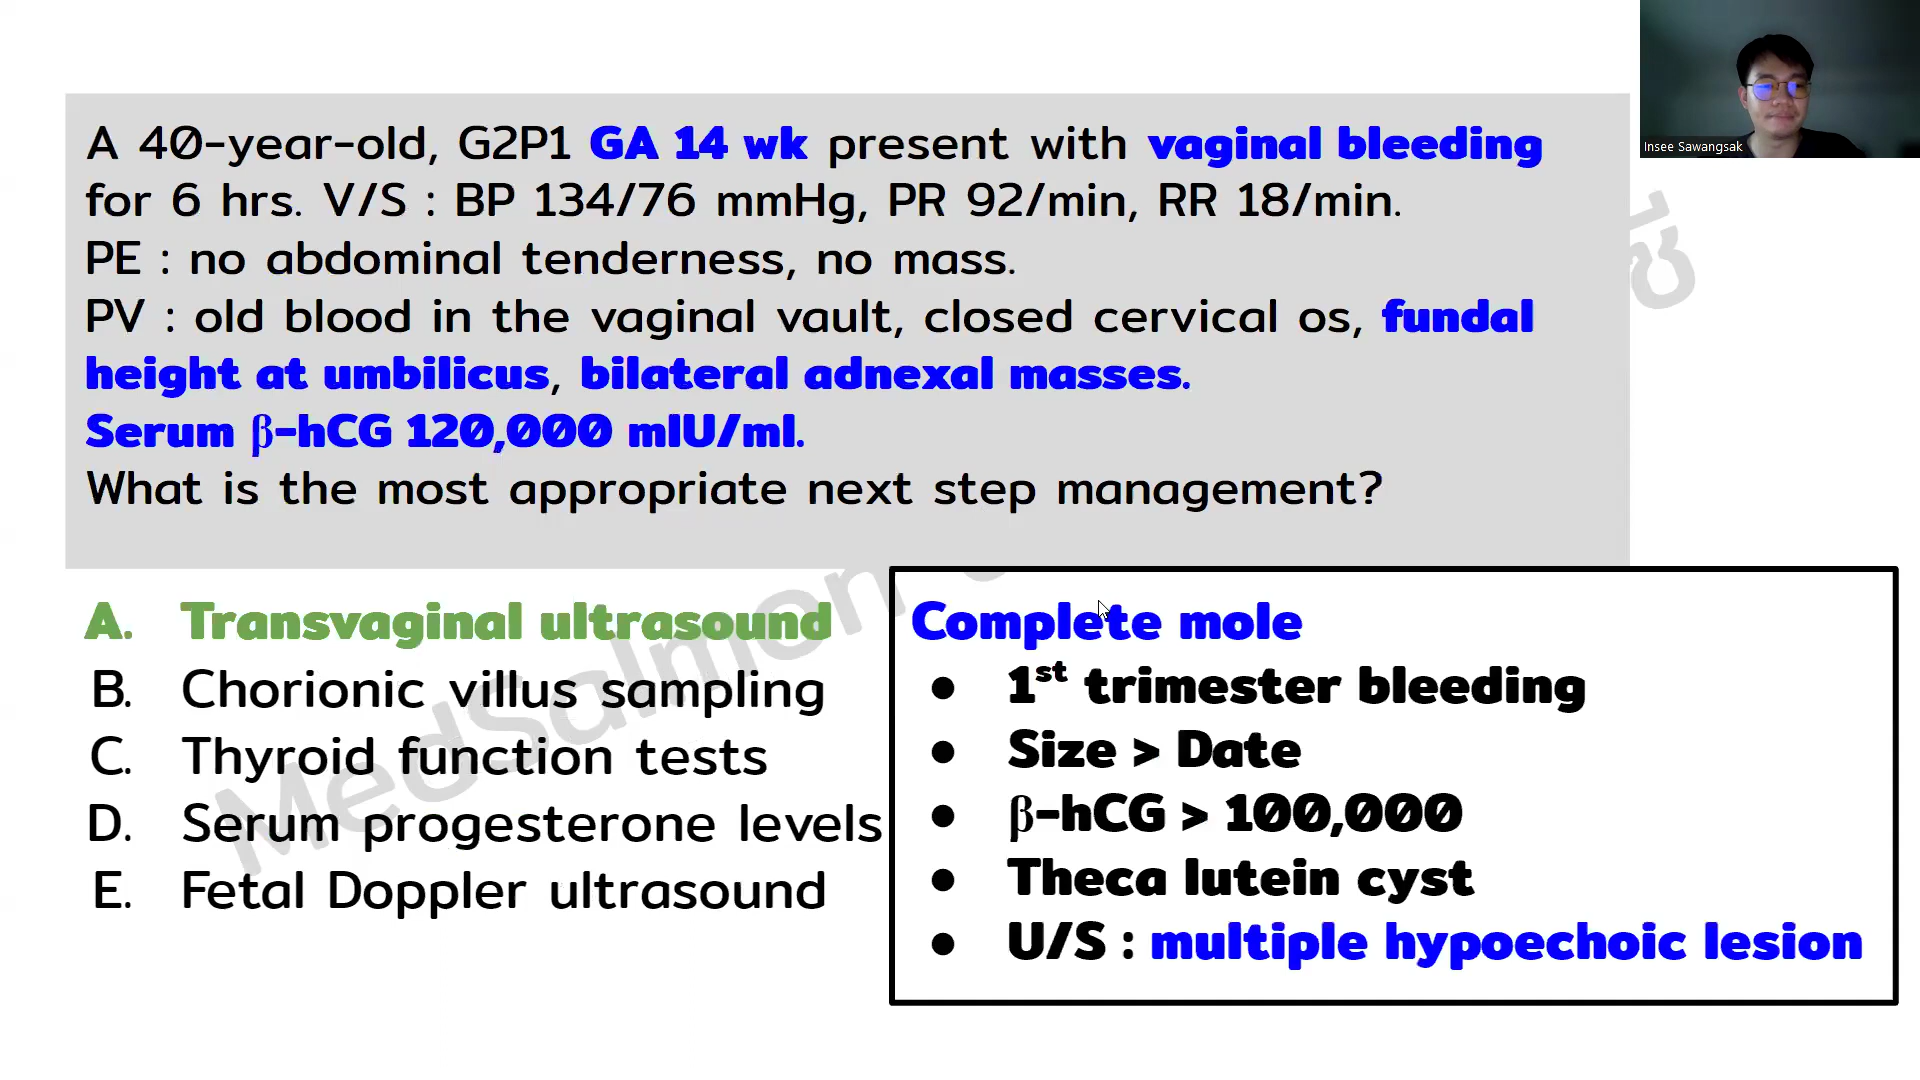 A 40-year-old, G2P1 GA 14 wk present with vaginal bleeding
for 6 hrs. V/S : BP 134/76 mmHg, PR 92/min, RR 18/min.
PE : no abdominal tenderness, no mass.
PV : old blood in the vaginal vault, closed cervical os, fundal
height at umbilicus, bilateral adnexal masses.
Serum β-hCG 120,000 mIU/ml.
What is the most appropriate next step management?
A. Transvaginal ultrasound
B. Chorionic villus sampling
C. Thyroid function tests
D. Serum progesterone levels
E. Fetal Doppler ultrasound
Complete mole
● 1st trimester bleeding
● Size > Date
● β-hCG > 100,000
● Theca lutein cyst
● U/S : multiple hypoechoic lesion
Insee Sawangsak
MedSalmon